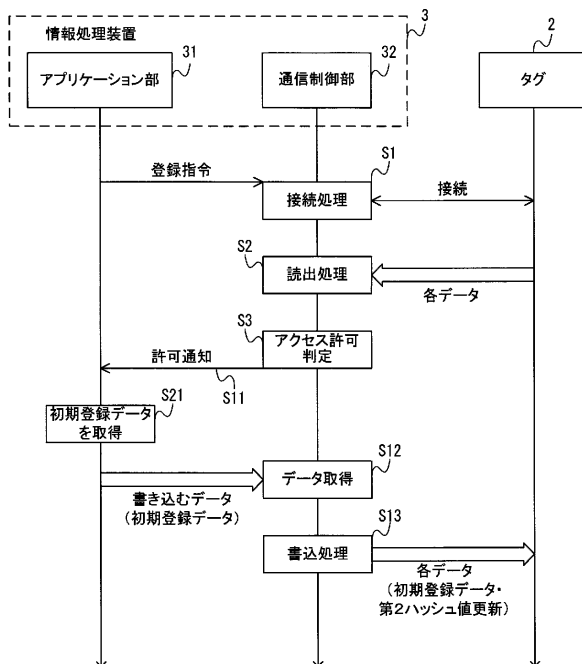 情報処理装置
3
31
アプリケーション部
32
通信制御部
2
タグ
登録指令
S1
接続処理
接続
S2
読出処理
各データ
S3
アクセス許可
判定
許可通知
S11
S21
初期登録データ
を取得
S12
データ取得
書き込むデータ
(初期登録データ)
S13
書込処理
各データ
(初期登録データ・
第2ハッシュ値更新)